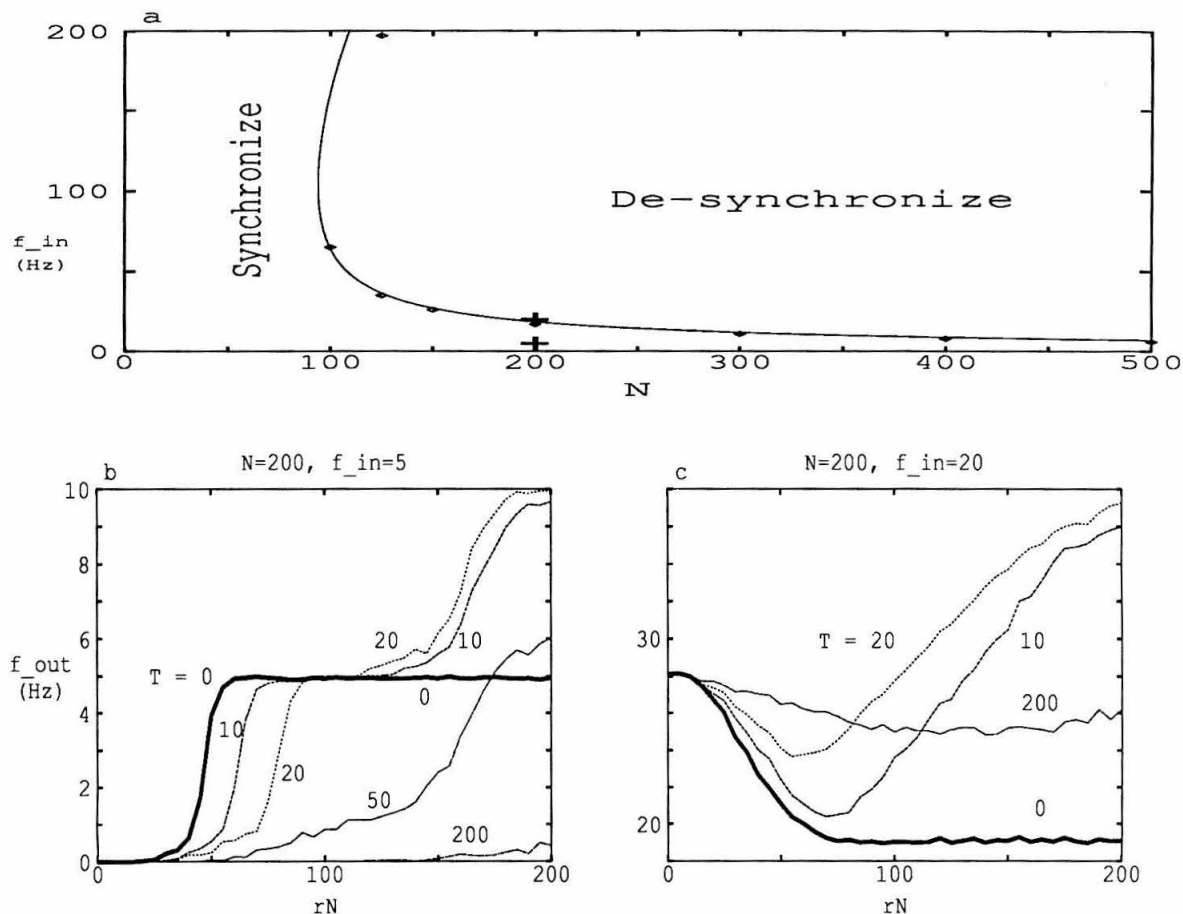 a
200
100
0
f_in
(Hz)
Synchronize
De-synchronize
0 100 200 300 400 500
N
b
N=200, f_in=5
10
8
6
4
2
0
f_out
(Hz)
T = 0
10
20
20
10
0
50
200
0 100 200
rN
c
N=200, f_in=20
30
20
T = 20
10
200
0
0 100 200
rN